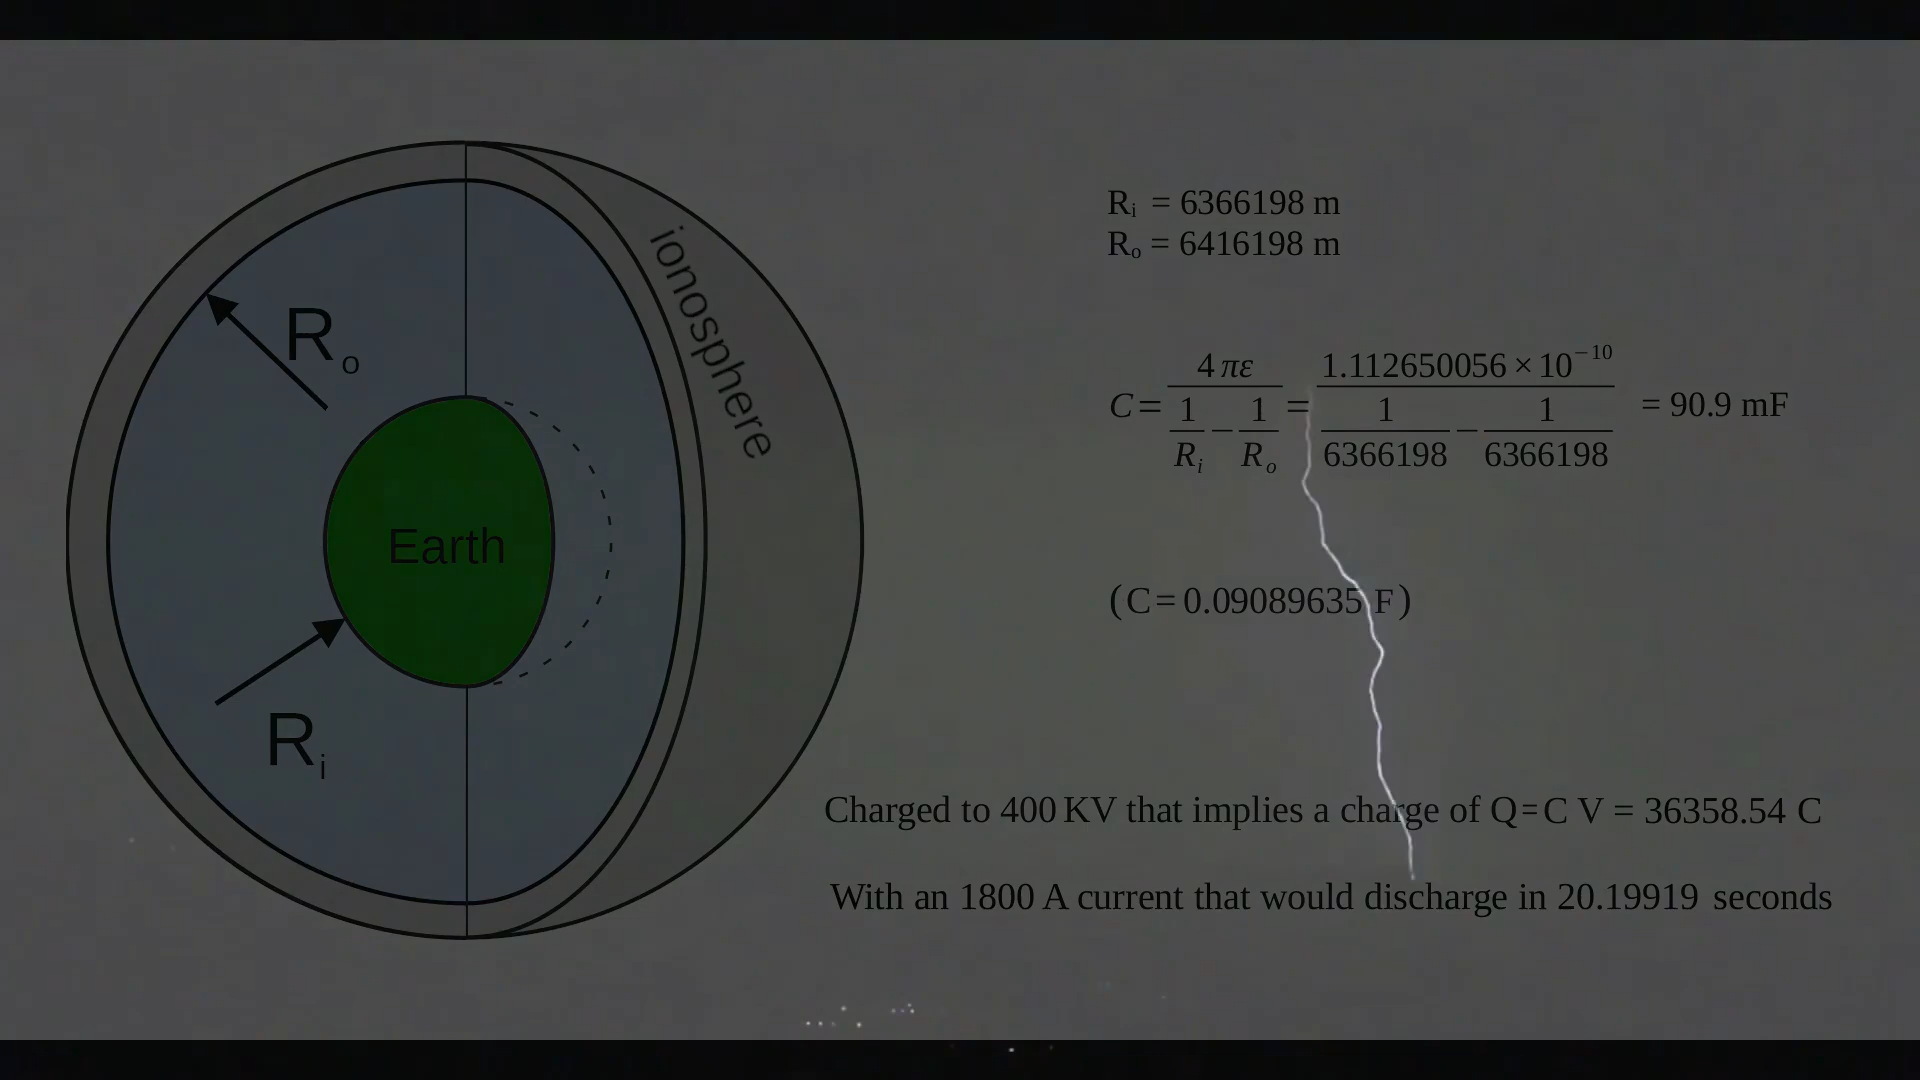 R_o
ionosphere
Earth
R_i
R_i = 6366198 m
R_o = 6416198 m
C = 4πε / (1/R_i − 1/R_o) = 1.112650056 × 10^−10 / (1/6366198 − 1/6366198) = 90.9 mF
(C = 0.09089635 F)
Charged to 400 KV that implies a charge of Q = C V = 36358.54 C
With an 1800 A current that would discharge in 20.19919 seconds